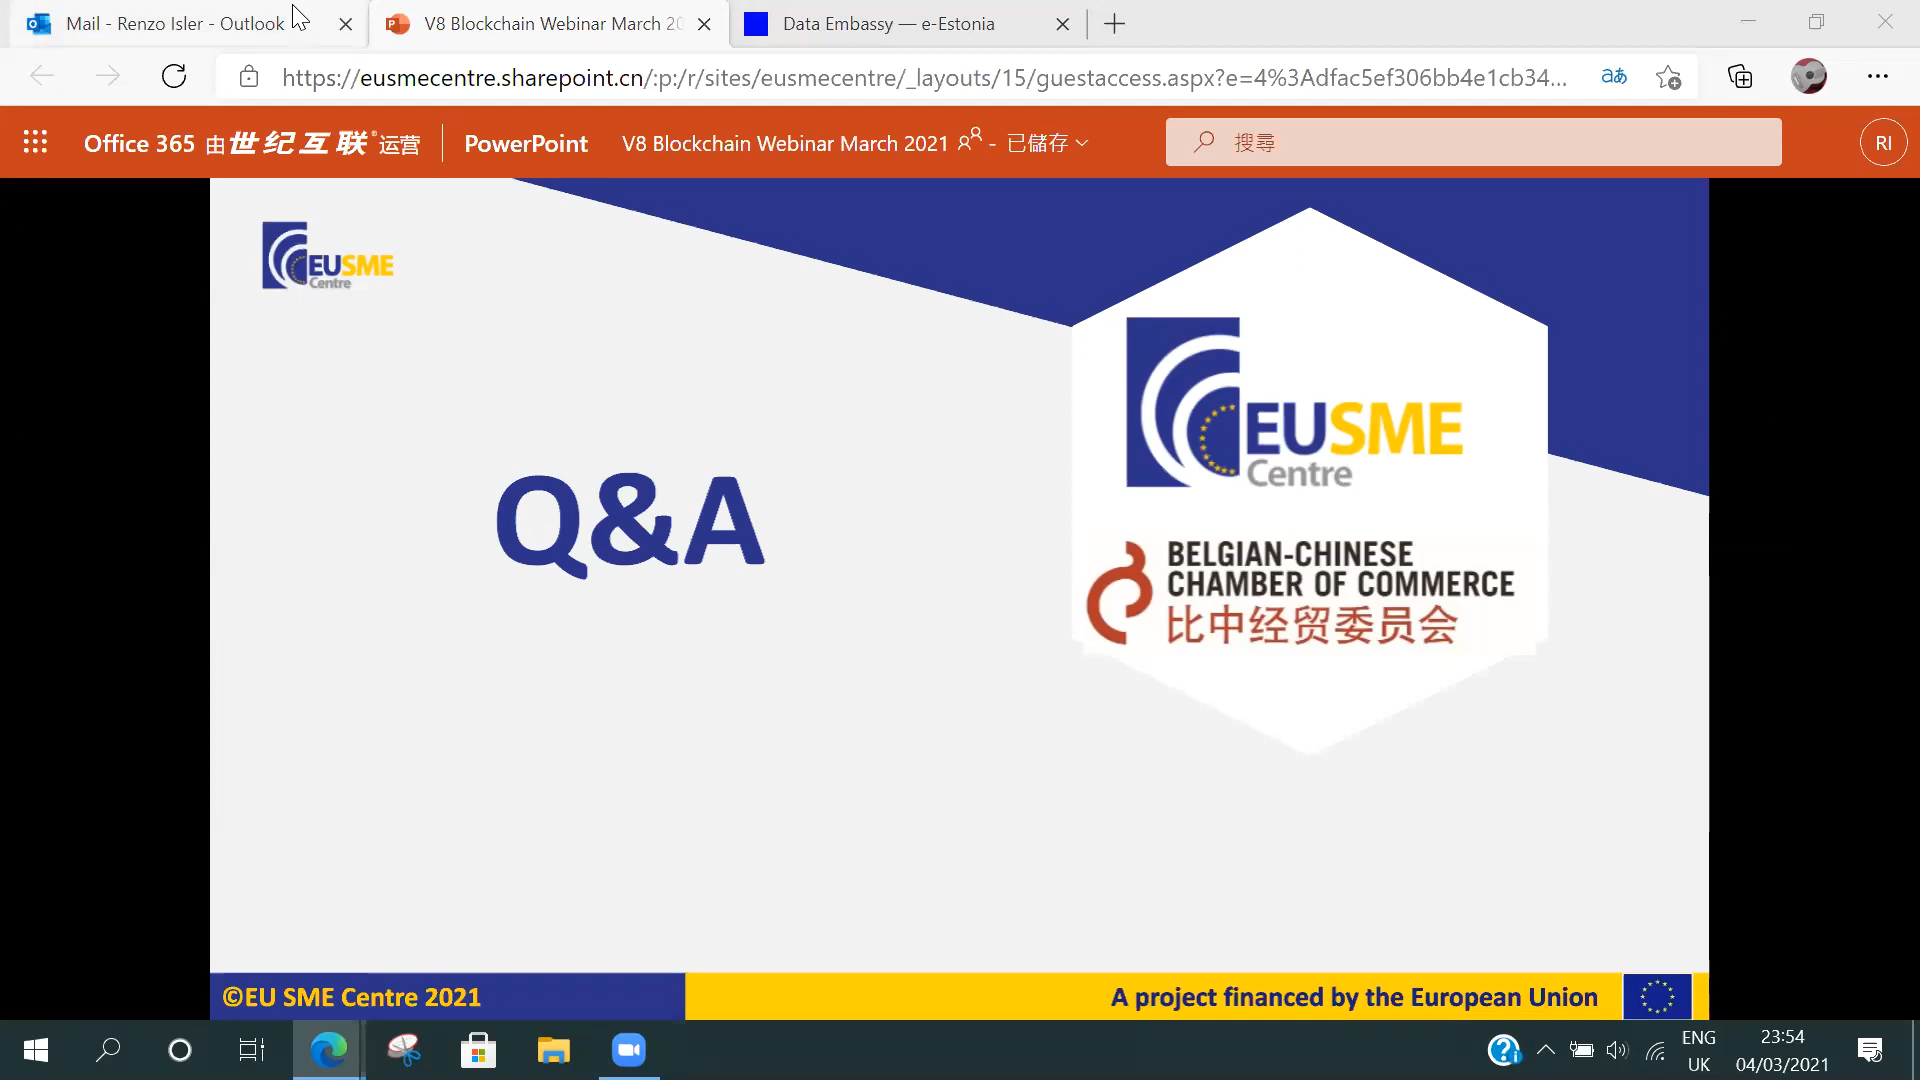 Mail - Renzo Isler - Outlook
V8 Blockchain Webinar March 20
Data Embassy — e-Estonia
https://eusmecentre.sharepoint.cn/:p:/r/sites/eusmecentre/_layouts/15/guestaccess.aspx?e=4%3Adfac5ef306bb4e1cb34...
aあ
Office 365 由世纪互联®运营
PowerPoint
V8 Blockchain Webinar March 2021 - 已儲存
搜尋
RI
EUSME
Centre
EUSME
Centre
Q&A
BELGIAN-CHINESE
CHAMBER OF COMMERCE
比中经贸委员会
©EU SME Centre 2021
A project financed by the European Union
ENG
UK
23:54
04/03/2021